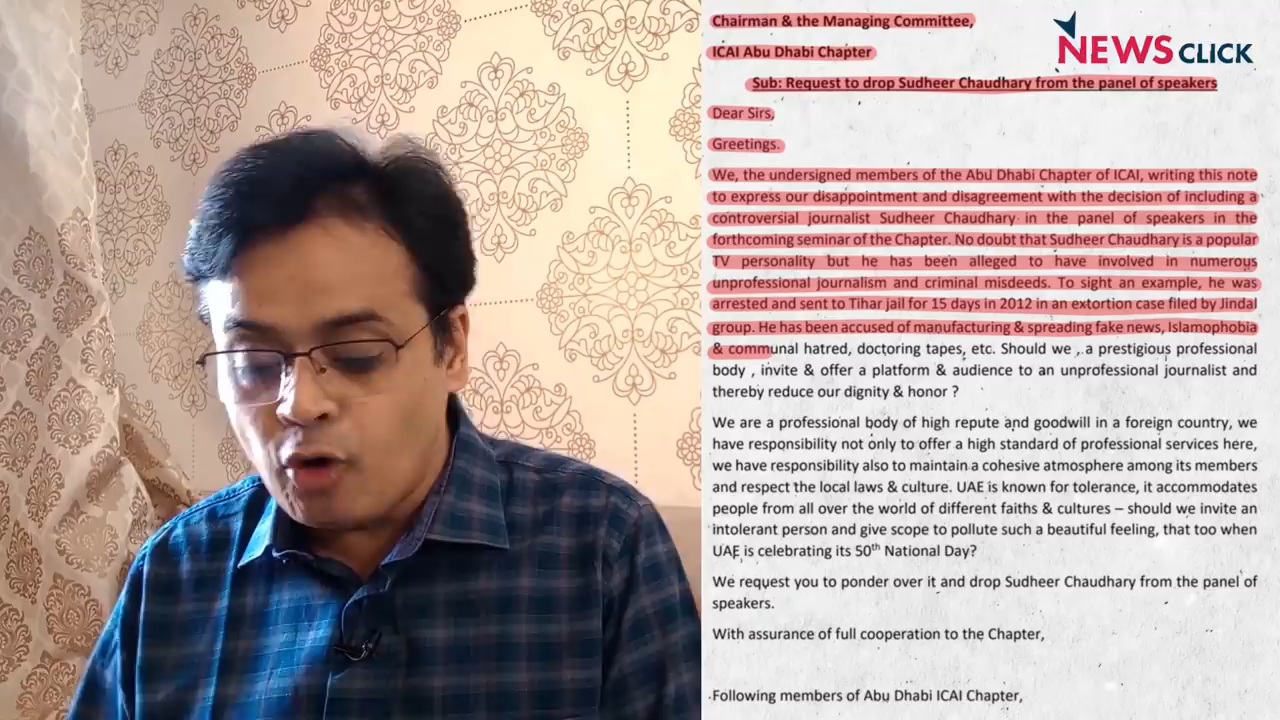 Chairman & the Managing Committee,
NEWS CLICK
ICAI Abu Dhabi Chapter
Sub: Request to drop Sudheer Chaudhary from the panel of speakers
Dear Sirs,
Greetings.
We, the undersigned members of the Abu Dhabi Chapter of ICAI, writing this note
to express our disappointment and disagreement with the decision of including a
controversial journalist Sudheer Chaudhary in the panel of speakers in the
forthcoming seminar of the Chapter. No doubt that Sudheer Chaudhary is a popular
TV personality but he has been alleged to have involved in numerous
unprofessional journalism and criminal misdeeds. To sight an example, he was
arrested and sent to Tihar jail for 15 days in 2012 in an extortion case filed by Jindal
group. He has been accused of manufacturing & spreading fake news, Islamophobia
& communal hatred, doctoring tapes, etc. Should we , a prestigious professional
body , invite & offer a platform & audience to an unprofessional journalist and
thereby reduce our dignity & honor ?
We are a professional body of high repute and goodwill in a foreign country, we
have responsibility not only to offer a high standard of professional services here,
we have responsibility also to maintain a cohesive atmosphere among its members
and respect the local laws & culture. UAE is known for tolerance, it accommodates
people from all over the world of different faiths & cultures – should we invite an
intolerant person and give scope to pollute such a beautiful feeling, that too when
UAE is celebrating its 50th National Day?
We request you to ponder over it and drop Sudheer Chaudhary from the panel of
speakers.
With assurance of full cooperation to the Chapter,
Following members of Abu Dhabi ICAI Chapter,